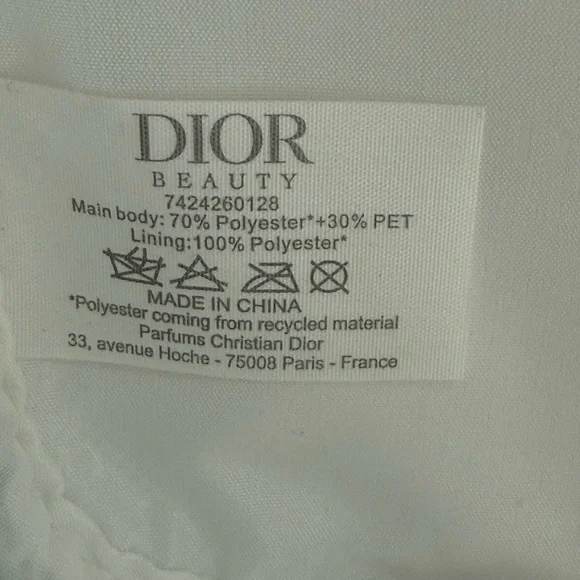 DIOR
BEAUTY
7424260128
Main body: 70% Polyester*+30% PET
Lining:100% Polyester*
MADE IN CHINA
*Polyester coming from recycled material
Parfums Christian Dior
33, avenue Hoche - 75008 Paris - France